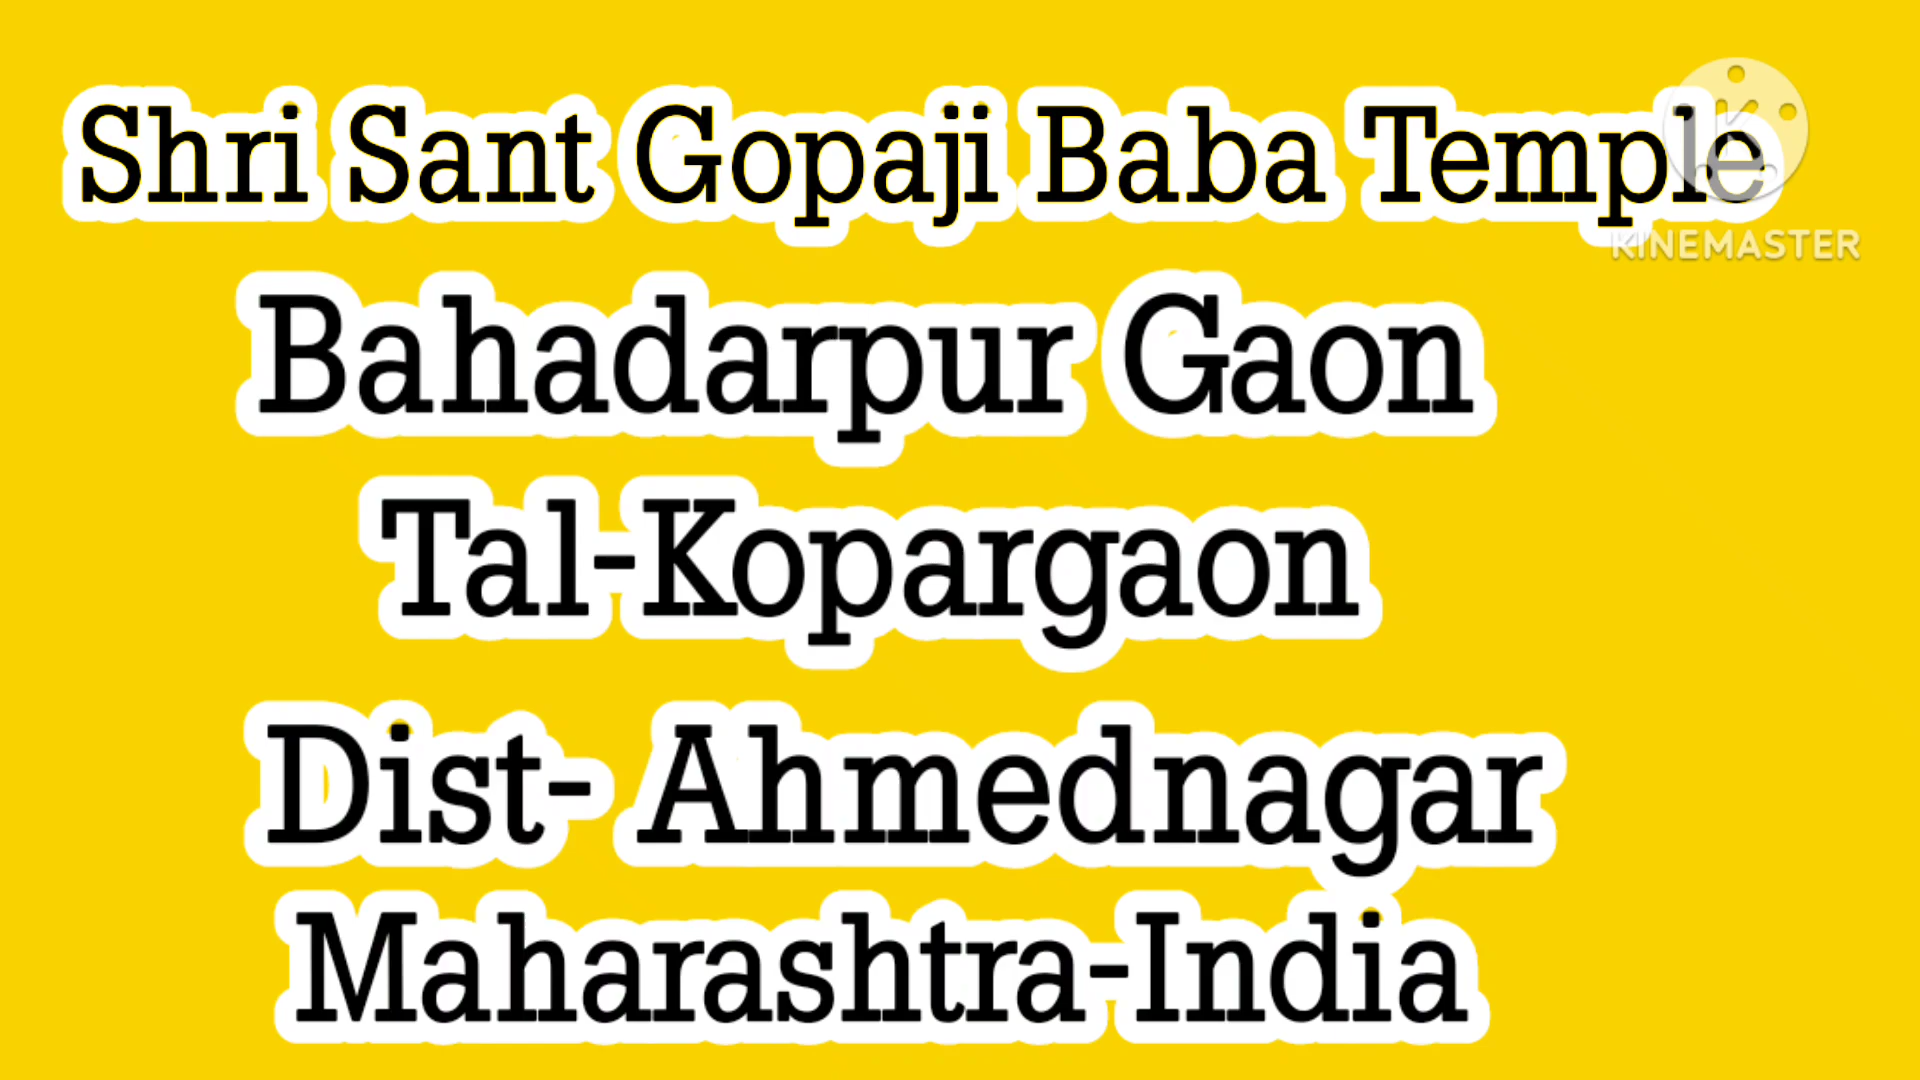 Shri Sant Gopaji Baba Temple
KINEMASTER
Bahadarpur Gaon
Tal-Kopargaon
Dist- Ahmednagar
Maharashtra-India